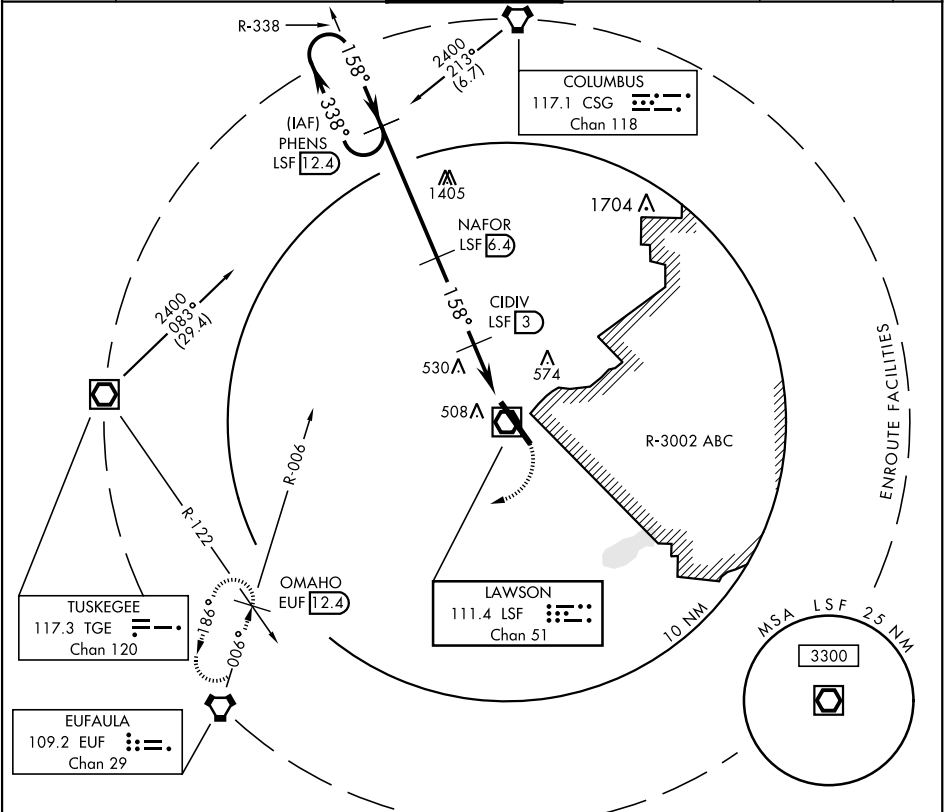 R-338
158°
338°
2400
213°
(6.7)
COLUMBUS
117.1 CSG
Chan 118
(IAF)
PHENS
LSF 12.4
1405
1704
NAFOR
LSF 6.4
158°
CIDIV
LSF 3
2400
083°
(29.4)
530
574
508
R-3002 ABC
ENROUTE FACILITIES
R-006
R-122
OMAHO
EUF 12.4
186°
006°
TUSKEGEE
117.3 TGE
Chan 120
LAWSON
111.4 LSF
Chan 51
10 NM
MSA LSF 25 NM
3300
EUFAULA
109.2 EUF
Chan 29